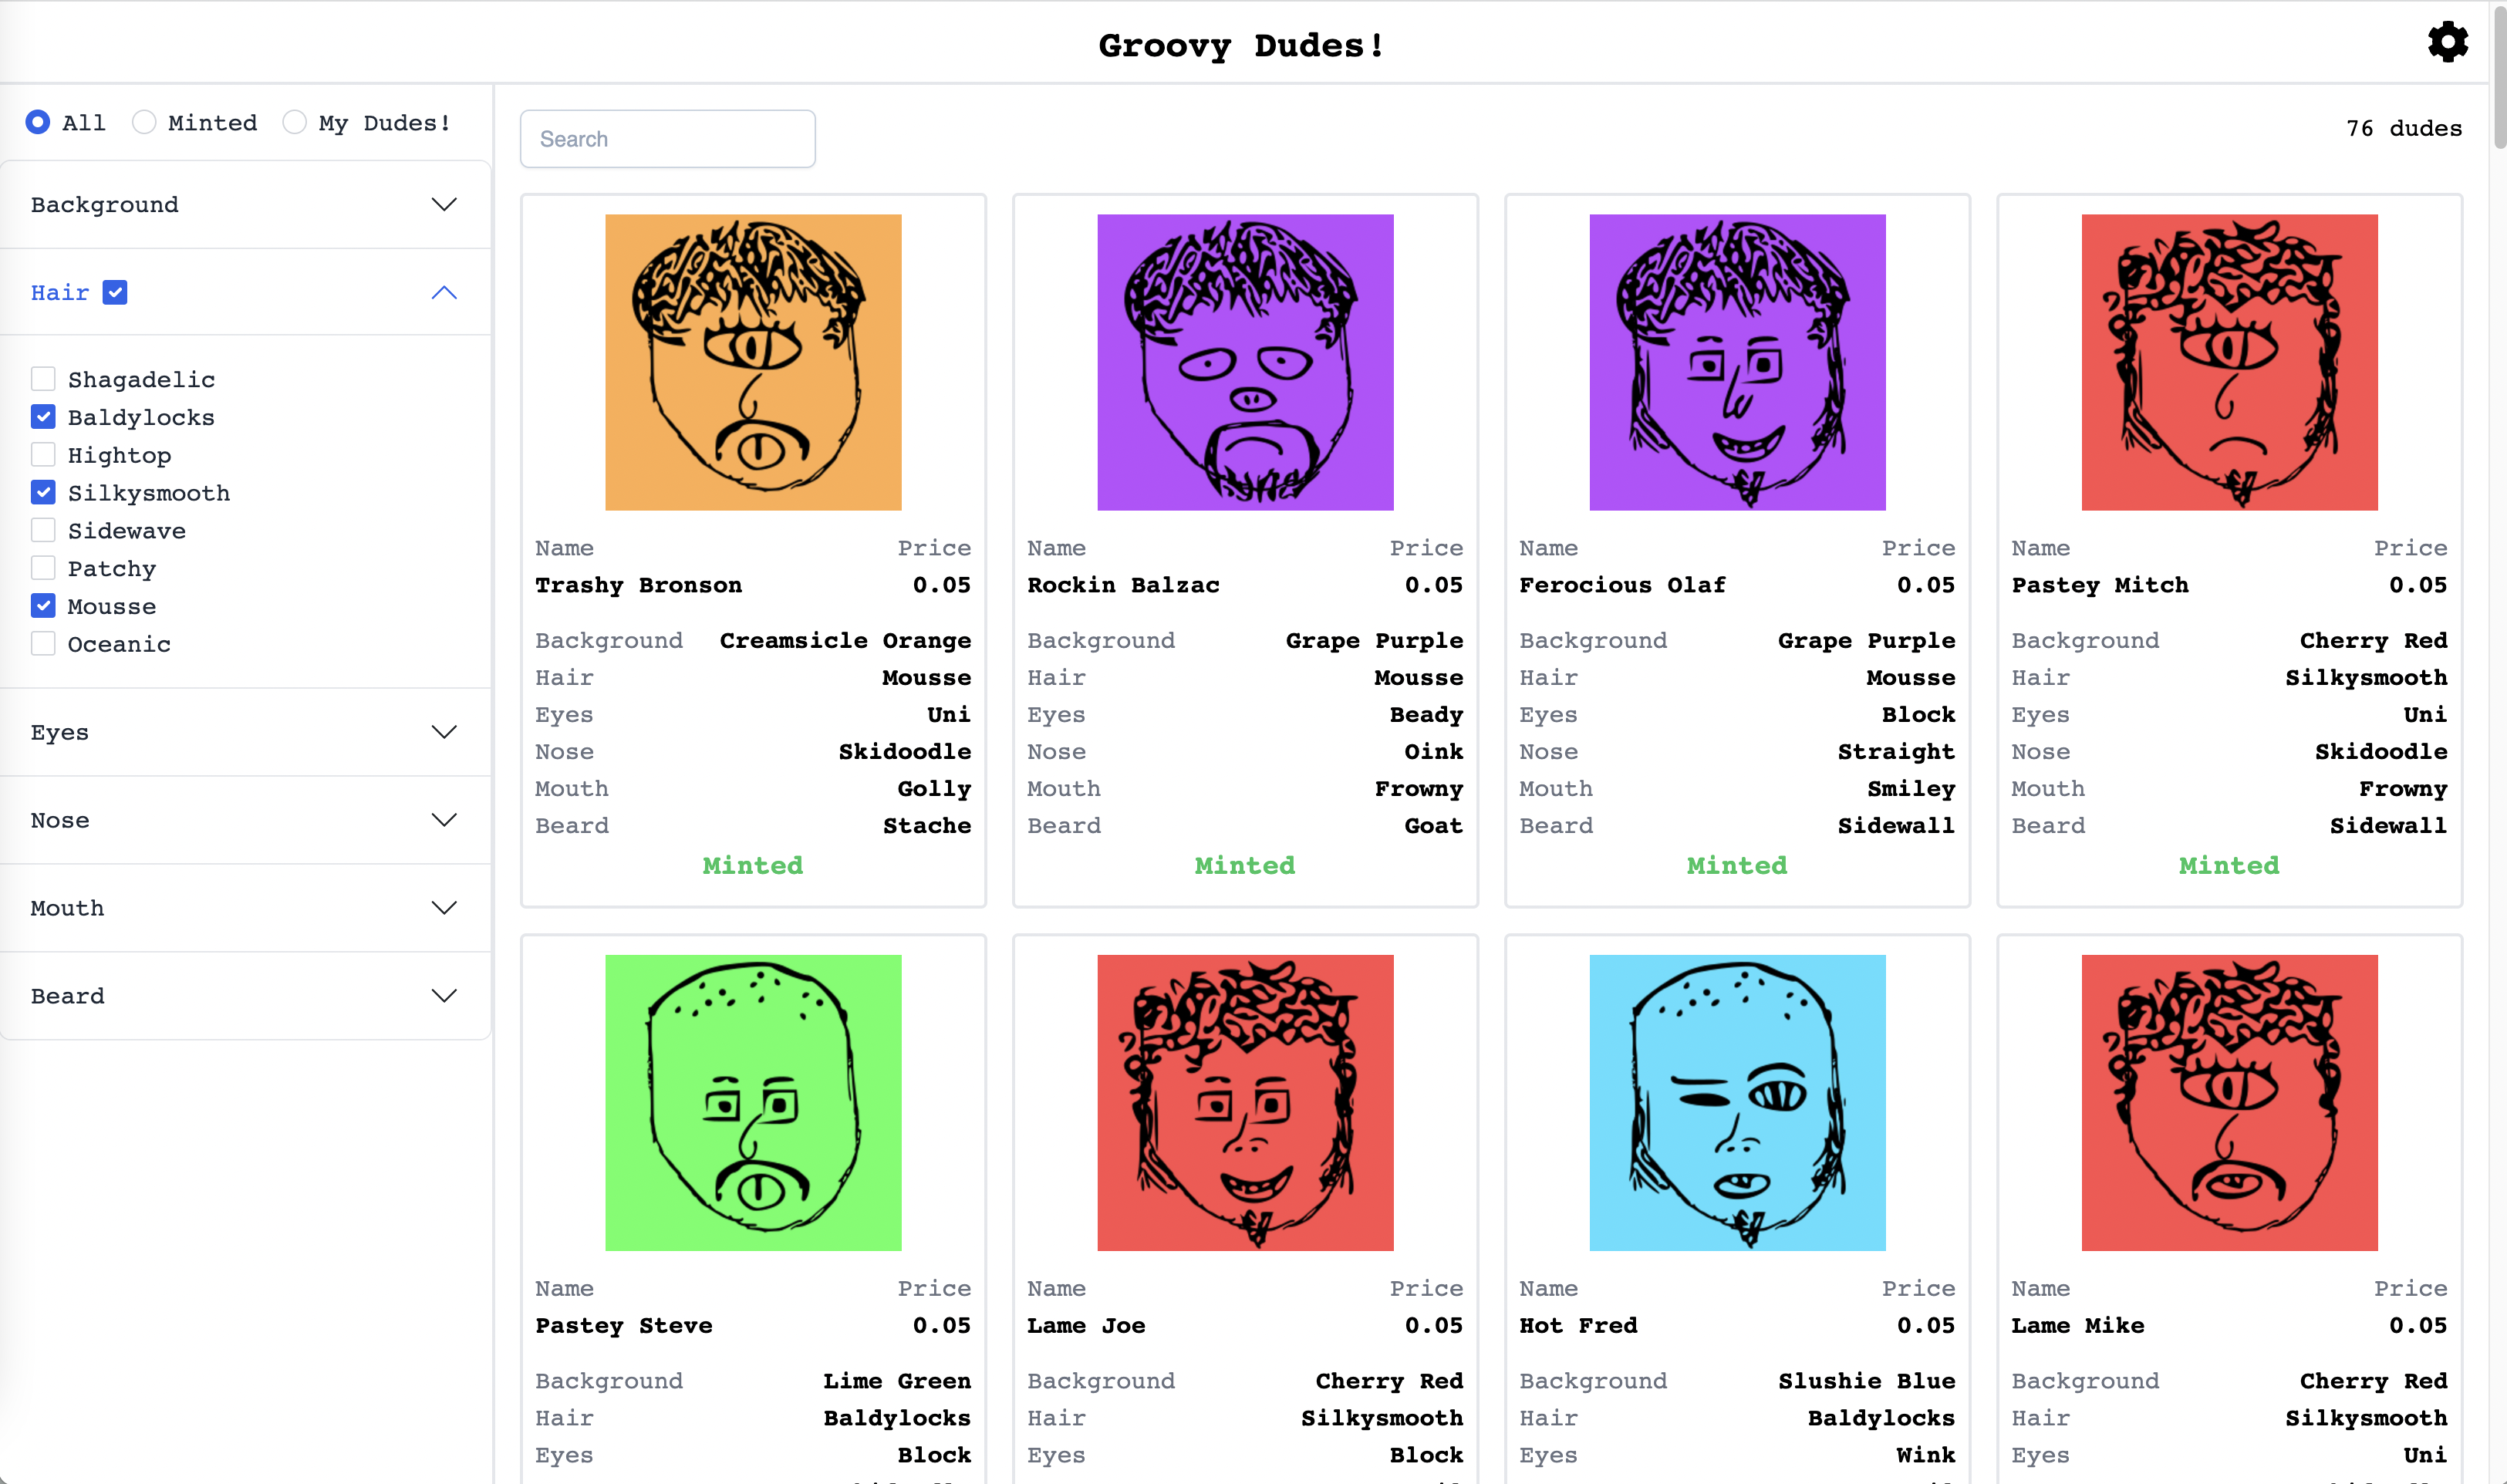 Groovy Dudes!
All Minted My Dudes!
Background
Hair
Shagadelic
Baldylocks
Hightop
Silkysmooth
Sidewave
Patchy
Mousse
Oceanic
Eyes
Nose
Mouth
Beard
Search
76 dudes
Name Price
Trashy Bronson 0.05
Background Creamsicle Orange
Hair Mousse
Eyes Uni
Nose Skidoodle
Mouth Golly
Beard Stache
Minted
Name Price
Rockin Balzac 0.05
Background Grape Purple
Hair Mousse
Eyes Beady
Nose Oink
Mouth Frowny
Beard Goat
Minted
Name Price
Ferocious Olaf 0.05
Background Grape Purple
Hair Mousse
Eyes Block
Nose Straight
Mouth Smiley
Beard Sidewall
Minted
Name Price
Pastey Mitch 0.05
Background Cherry Red
Hair Silkysmooth
Eyes Uni
Nose Skidoodle
Mouth Frowny
Beard Sidewall
Minted
Name Price
Pastey Steve 0.05
Background Lime Green
Hair Baldylocks
Eyes Block
Name Price
Lame Joe 0.05
Background Cherry Red
Hair Silkysmooth
Eyes Block
Name Price
Hot Fred 0.05
Background Slushie Blue
Hair Baldylocks
Eyes Wink
Name Price
Lame Mike 0.05
Background Cherry Red
Hair Silkysmooth
Eyes Uni